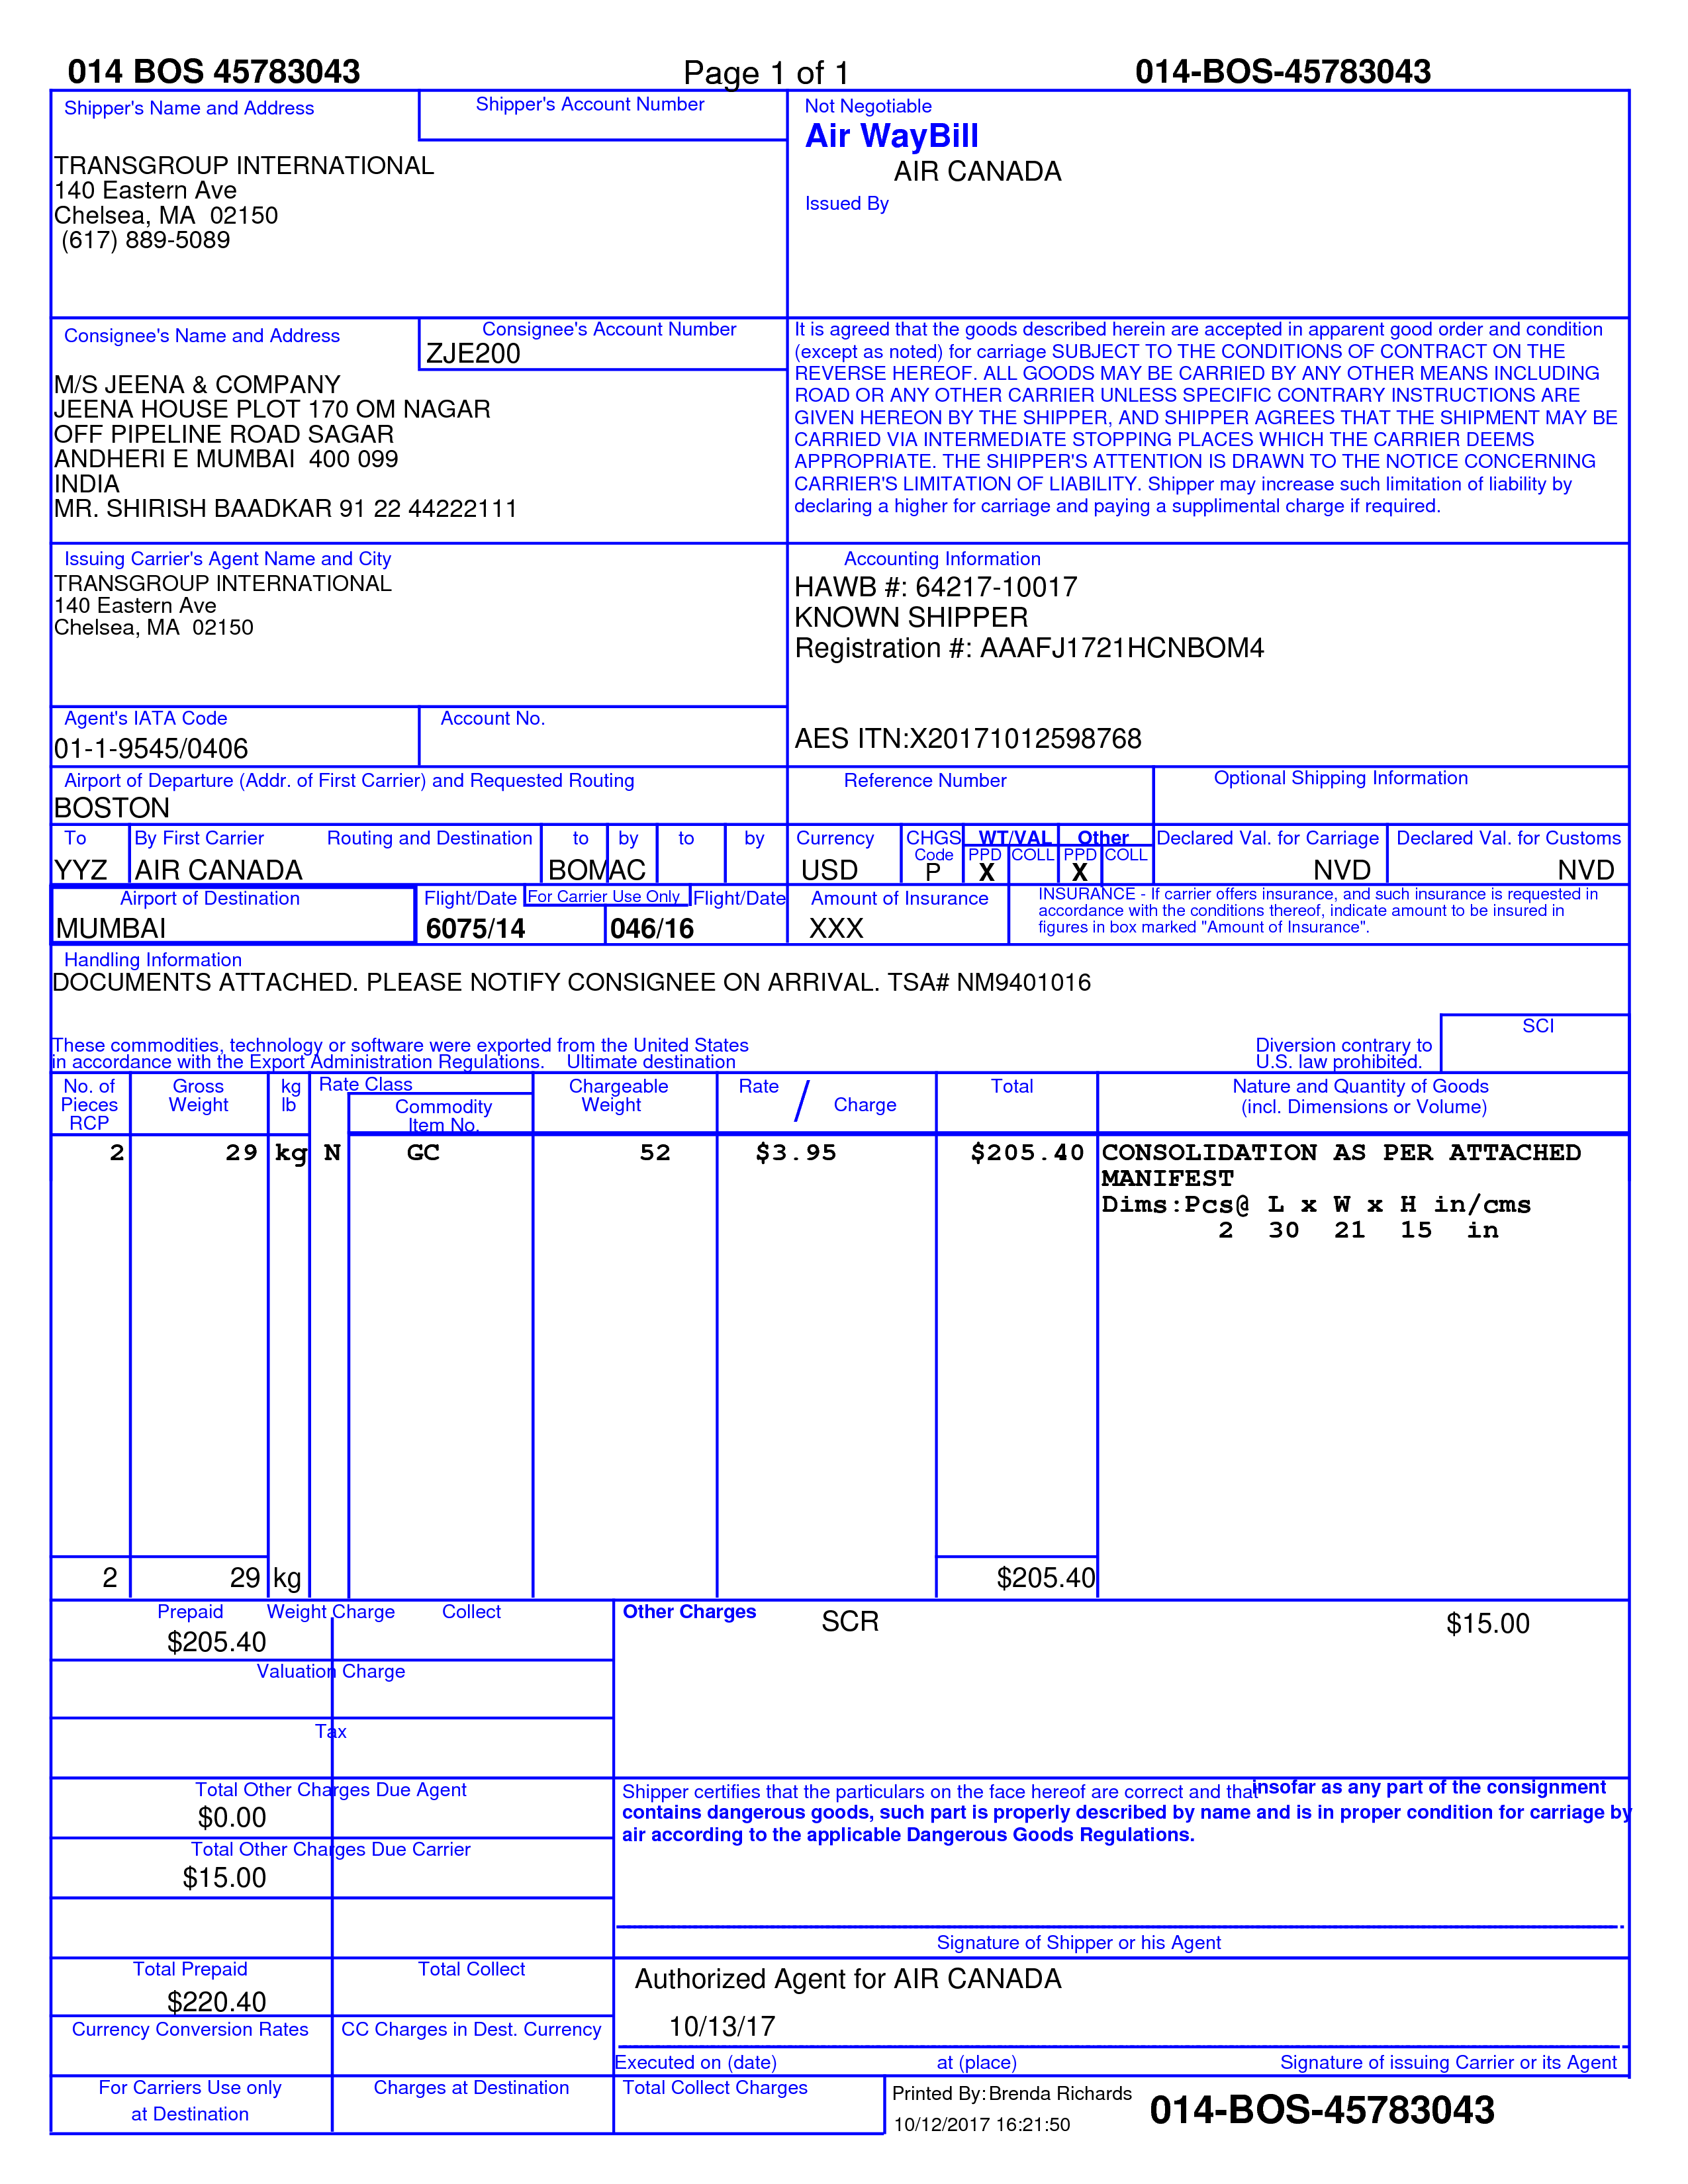 014 BOS 45783043
Page 1 of 1
014-BOS-45783043
Shipper's Name and Address
Shipper's Account Number
TRANSGROUP INTERNATIONAL
140 Eastern Ave
Chelsea, MA 02150
(617) 889-5089
Not Negotiable
Air WayBill
AIR CANADA
Issued By
Consignee's Name and Address
Consignee's Account Number
ZJE200
M/S JEENA & COMPANY
JEENA HOUSE PLOT 170 OM NAGAR
OFF PIPELINE ROAD SAGAR
ANDHERI E MUMBAI 400 099
INDIA
MR. SHIRISH BAADKAR 91 22 44222111
It is agreed that the goods described herein are accepted in apparent good order and condition
(except as noted) for carriage SUBJECT TO THE CONDITIONS OF CONTRACT ON THE
REVERSE HEREOF. ALL GOODS MAY BE CARRIED BY ANY OTHER MEANS INCLUDING
ROAD OR ANY OTHER CARRIER UNLESS SPECIFIC CONTRARY INSTRUCTIONS ARE
GIVEN HEREON BY THE SHIPPER, AND SHIPPER AGREES THAT THE SHIPMENT MAY BE
CARRIED VIA INTERMEDIATE STOPPING PLACES WHICH THE CARRIER DEEMS
APPROPRIATE. THE SHIPPER'S ATTENTION IS DRAWN TO THE NOTICE CONCERNING
CARRIER'S LIMITATION OF LIABILITY. Shipper may increase such limitation of liability by
declaring a higher for carriage and paying a supplimental charge if required.
Issuing Carrier's Agent Name and City
TRANSGROUP INTERNATIONAL
140 Eastern Ave
Chelsea, MA 02150
Accounting Information
HAWB #: 64217-10017
KNOWN SHIPPER
Registration #: AAAFJ1721HCNBOM4
AES ITN:X20171012598768
Agent's IATA Code
01-1-9545/0406
Account No.
Airport of Departure (Addr. of First Carrier) and Requested Routing
BOSTON
Reference Number
Optional Shipping Information
To
YYZ
By First Carrier Routing and Destination
AIR CANADA
to by to by
BOMAC
Currency
USD
CHGS
Code
P
WT/VAL
PPD COLL
X
Other
PPD COLL
X
Declared Val. for Carriage
NVD
Declared Val. for Customs
NVD
Airport of Destination
MUMBAI
Flight/Date For Carrier Use Only Flight/Date
6075/14 046/16
Amount of Insurance
XXX
INSURANCE - If carrier offers insurance, and such insurance is requested in
accordance with the conditions thereof, indicate amount to be insured in
figures in box marked "Amount of Insurance".
Handling Information
DOCUMENTS ATTACHED. PLEASE NOTIFY CONSIGNEE ON ARRIVAL. TSA# NM9401016
SCI
These commodities, technology or software were exported from the United States
in accordance with the Export Administration Regulations. Ultimate destination
Diversion contrary to
U.S. law prohibited.
No. of
Pieces
RCP
Gross
Weight
kg
lb
Rate Class
Commodity
Item No.
Chargeable
Weight
Rate / Charge
Total
Nature and Quantity of Goods
(incl. Dimensions or Volume)
2 29 kg N GC 52 $3.95 $205.40 CONSOLIDATION AS PER ATTACHED
MANIFEST
Dims:Pcs@ L x W x H in/cms
2 30 21 15 in
2 29 kg $205.40
Prepaid Weight Charge Collect
$205.40
Other Charges SCR $15.00
Valuation Charge
Tax
Total Other Charges Due Agent
$0.00
Total Other Charges Due Carrier
$15.00
Shipper certifies that the particulars on the face hereof are correct and that insofar as any part of the consignment
contains dangerous goods, such part is properly described by name and is in proper condition for carriage by
air according to the applicable Dangerous Goods Regulations.
Signature of Shipper or his Agent
Total Prepaid
$220.40
Total Collect
Authorized Agent for AIR CANADA
10/13/17
Currency Conversion Rates
CC Charges in Dest. Currency
Executed on (date) at (place) Signature of issuing Carrier or its Agent
For Carriers Use only
at Destination
Charges at Destination
Total Collect Charges
Printed By: Brenda Richards
10/12/2017 16:21:50
014-BOS-45783043